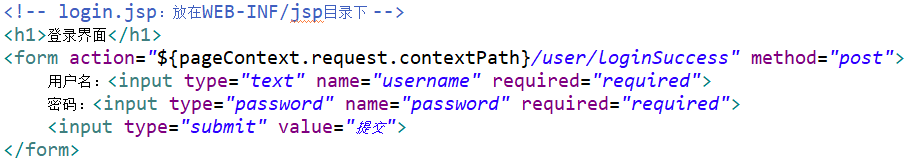 <!-- login.jsp：放在WEB-INF/jsp目录下 -->
<h1>登录界面</h1>
<form action="${pageContext.request.contextPath}/user/loginSuccess" method="post">
    用户名：<input type="text" name="username" required="required">
    密码：<input type="password" name="password" required="required">
    <input type="submit" value="提交">
</form>